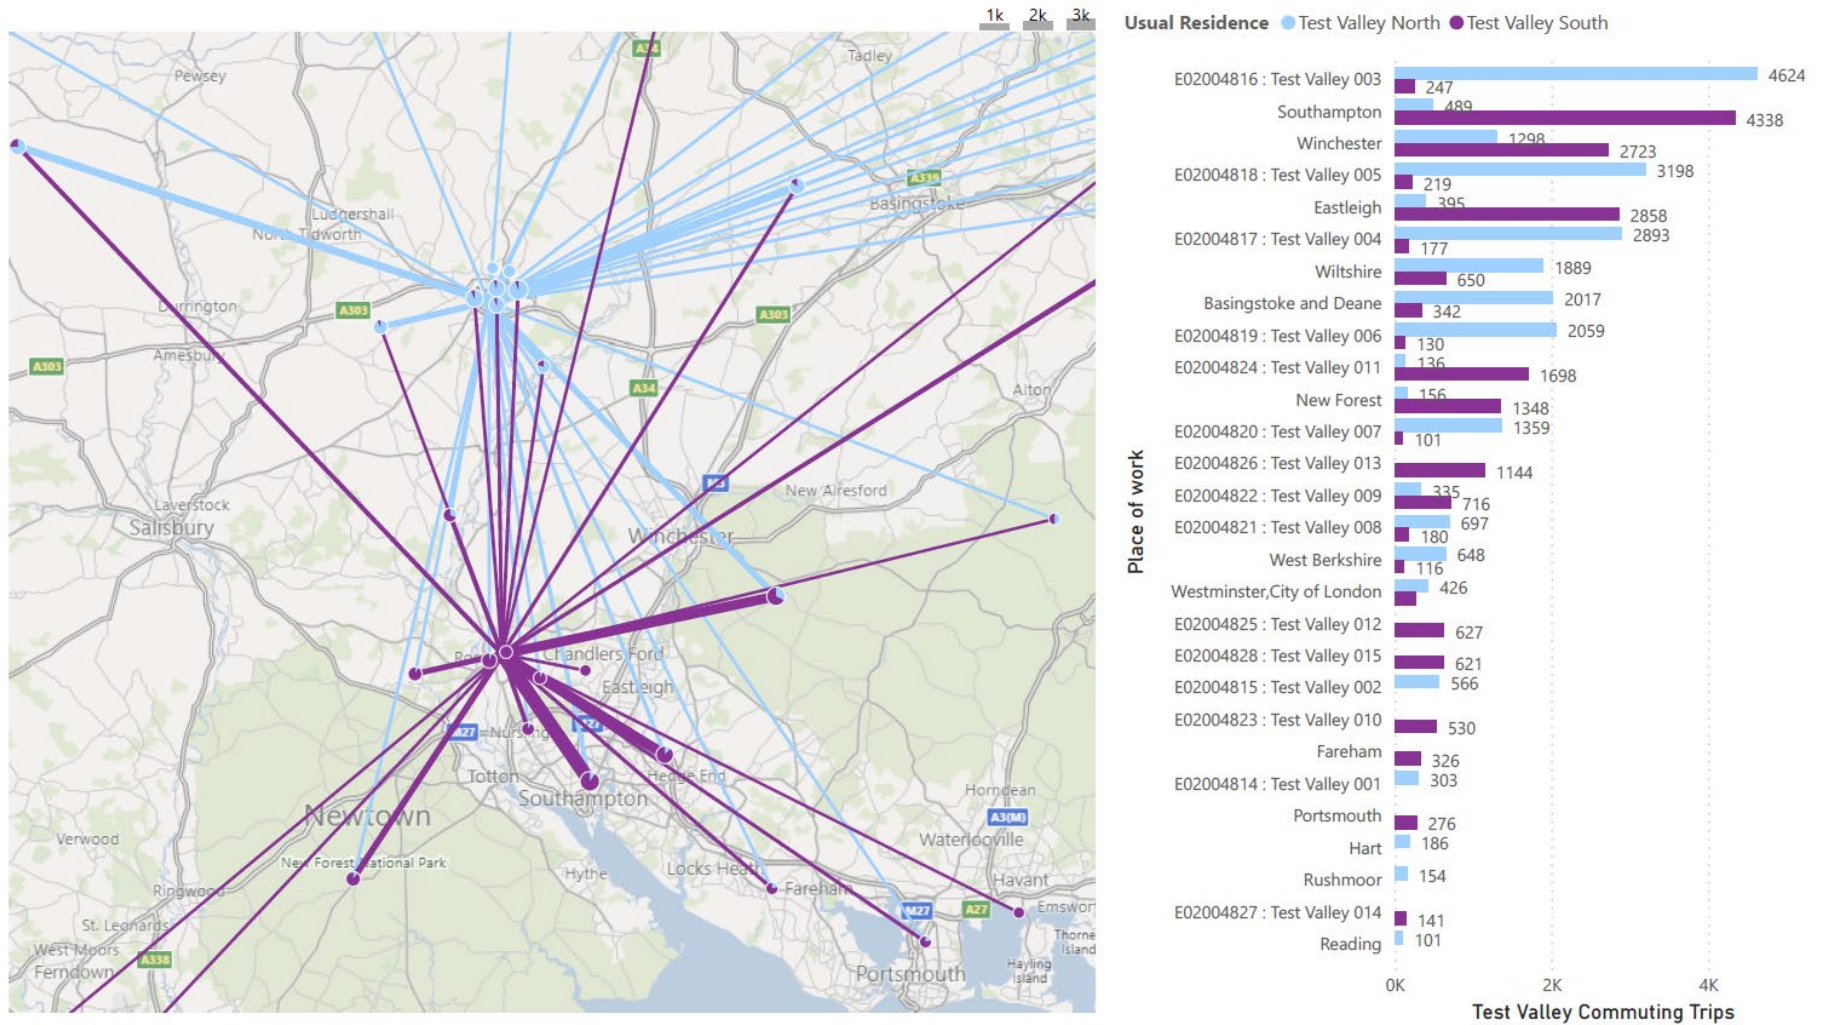 1k 2k 3k
Usual Residence Test Valley North Test Valley South
A34
Tadley
Pewsey
A339
Basingstoke
Ludgershall
North Tidworth
Durrington
A303
A303
Amesbury
A303
A34
Alton
M3
New Alresford
Laverstock
Salisbury
Winchester
Chandlers Ford
Eastleigh
M27
M27
Nursling
Totton
Hedge End
Southampton
Horndean
Newtown
A3(M)
Verwood
Waterlooville
New Forest National Park
Locks Heath
Hythe
Ringwood
Fareham
Havant
M27
A27
Emswor
St. Leonards
Thorne
Island
West Moors
A338
Ferndown
Hayling
Island
Portsmouth
Place of work
E02004816 : Test Valley 003 4624
247
Southampton 489
4338
Winchester 1298
2723
E02004818 : Test Valley 005 3198
219
Eastleigh 395
2858
E02004817 : Test Valley 004 2893
177
Wiltshire 1889
650
Basingstoke and Deane 2017
342
E02004819 : Test Valley 006 2059
130
E02004824 : Test Valley 011 136
1698
New Forest 156
1348
E02004820 : Test Valley 007 1359
101
E02004826 : Test Valley 013 1144
E02004822 : Test Valley 009 335
716
E02004821 : Test Valley 008 697
180
West Berkshire 648
116
Westminster,City of London 426
E02004825 : Test Valley 012 627
E02004828 : Test Valley 015 621
E02004815 : Test Valley 002 566
E02004823 : Test Valley 010 530
Fareham 326
E02004814 : Test Valley 001 303
Portsmouth 276
Hart 186
Rushmoor 154
E02004827 : Test Valley 014 141
Reading 101
0K 2K 4K
Test Valley Commuting Trips